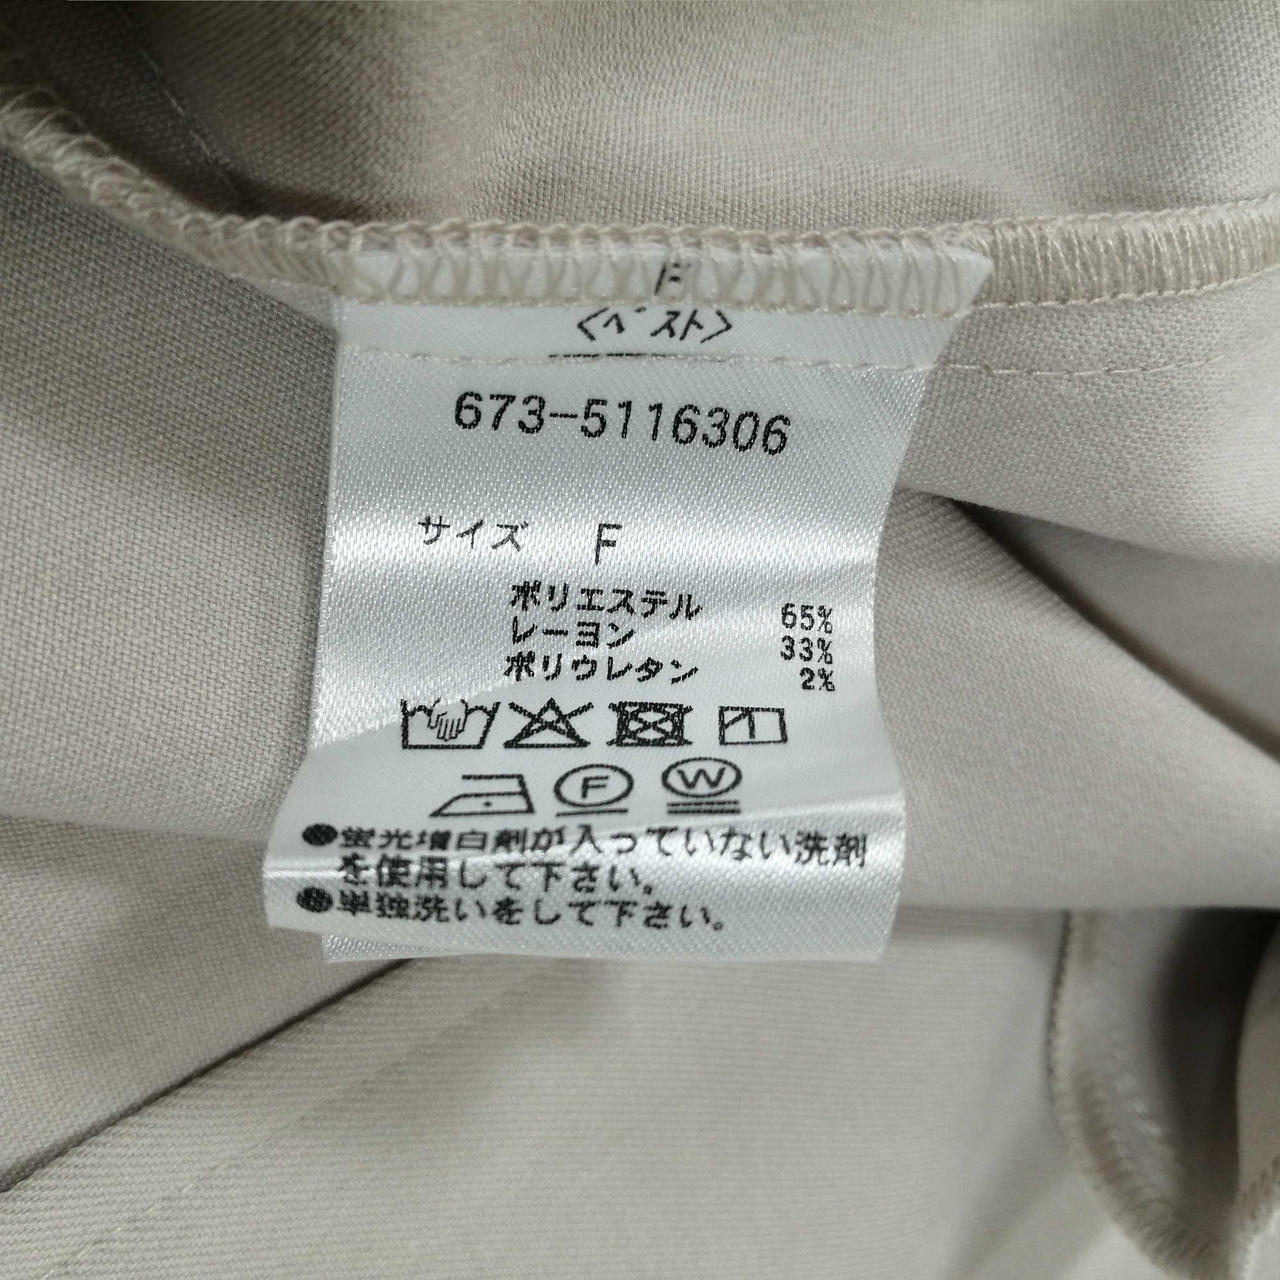 F
〈ベスト〉
673-5116306
サイズ F
ポリエステル 65%
レーヨン 33%
ポリウレタン 2%
F W
●蛍光増白剤が入っていない洗剤
を使用して下さい。
●単独洗いをして下さい。